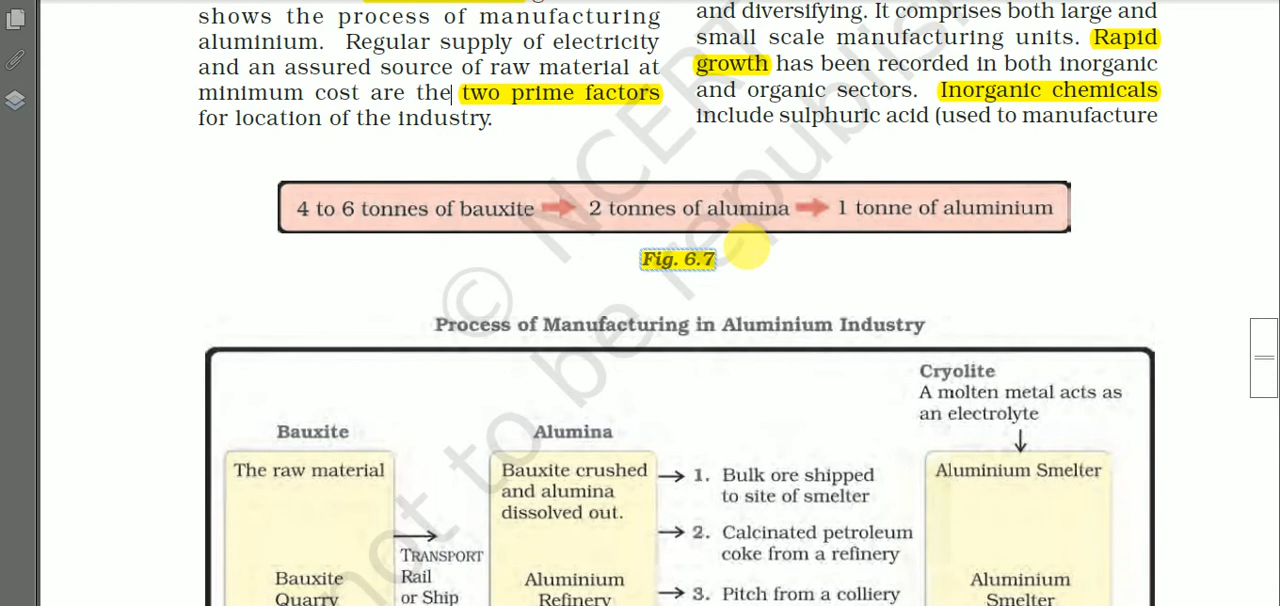 shows the process of manufacturing
aluminium. Regular supply of electricity
and an assured source of raw material at
minimum cost are the two prime factors
for location of the industry.
and diversifying. It comprises both large and
small scale manufacturing units. Rapid
growth has been recorded in both inorganic
and organic sectors. Inorganic chemicals
include sulphuric acid (used to manufacture
4 to 6 tonnes of bauxite 2 tonnes of alumina 1 tonne of aluminium
Fig. 6.7
Process of Manufacturing in Aluminium Industry
Bauxite
The raw material
Bauxite
Quarry
TRANSPORT
Rail
or Ship
Alumina
Bauxite crushed
and alumina
dissolved out.
Aluminium
Refinery
1. Bulk ore shipped
to site of smelter
2. Calcinated petroleum
coke from a refinery
3. Pitch from a colliery
Cryolite
A molten metal acts as
an electrolyte
Aluminium Smelter
Aluminium
Smelter
© NCERT
not to be republish